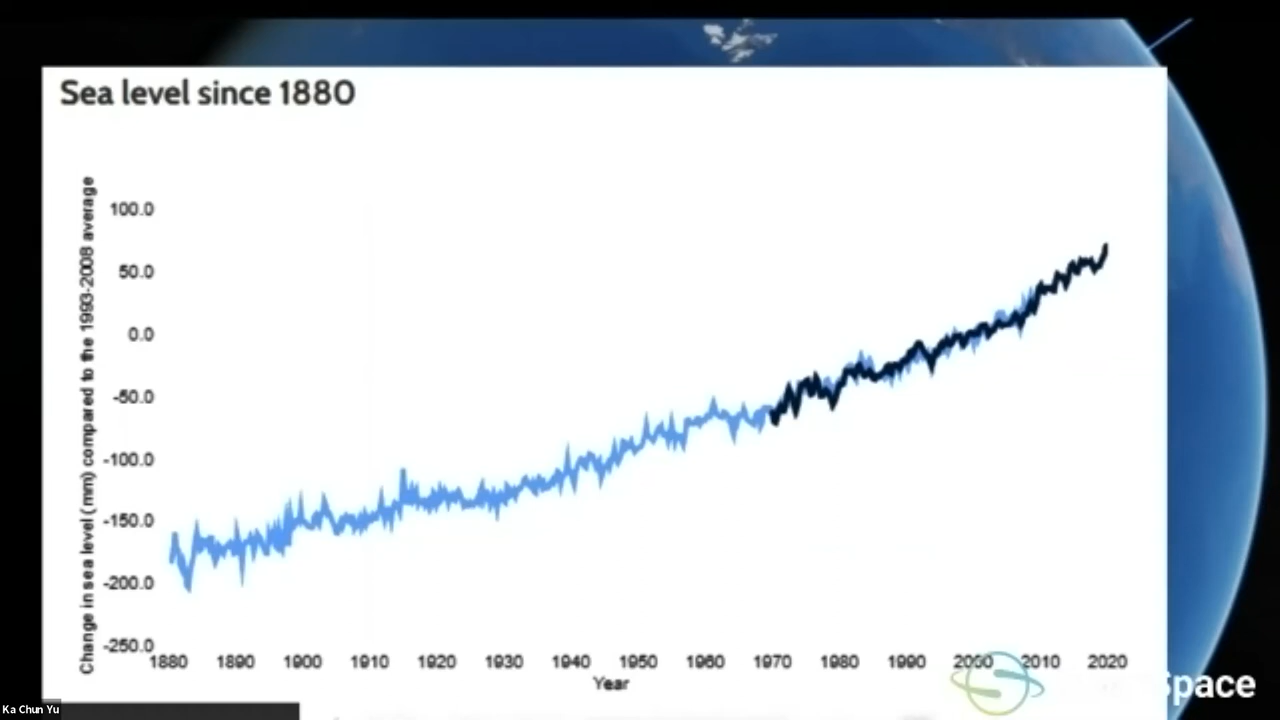 Sea level since 1880
Change in sea level (mm) compared to the 1993-2008 average
100.0
50.0
0.0
-50.0
-100.0
-150.0
-200.0
-250.0
1880 1890 1900 1910 1920 1930 1940 1950 1960 1970 1980 1990 2000 2010 2020
Year
Space
Ka Chun Yu